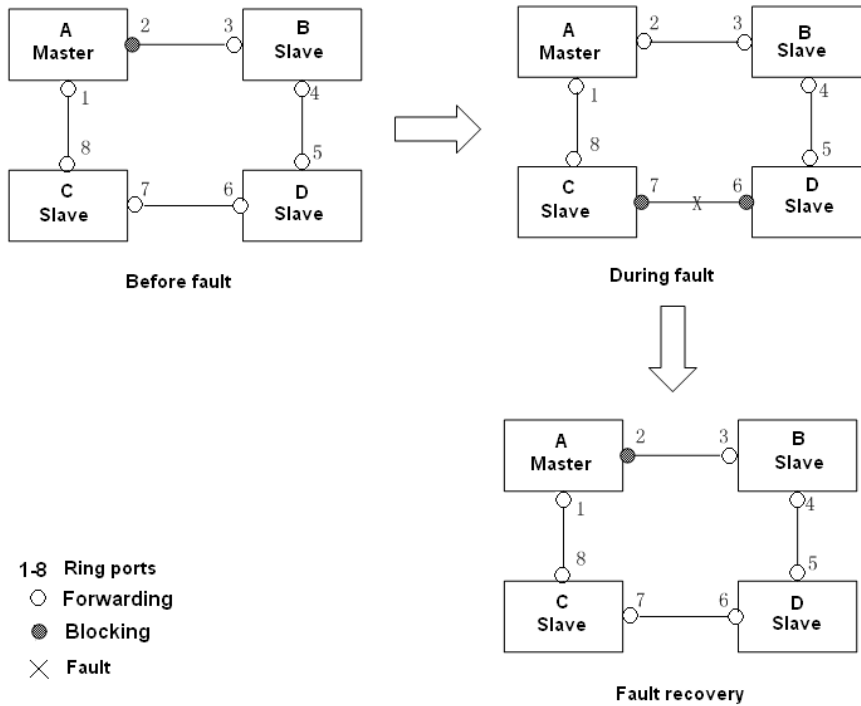 A
Master
2
3
B
Slave
1
4
8
5
C
Slave
7
6
D
Slave
Before fault
A
Master
2
3
B
Slave
1
4
8
5
C
Slave
7
X
6
D
Slave
During fault
A
Master
2
3
B
Slave
1
4
8
5
C
Slave
7
6
D
Slave
Fault recovery
1-8 Ring ports
Forwarding
Blocking
Fault